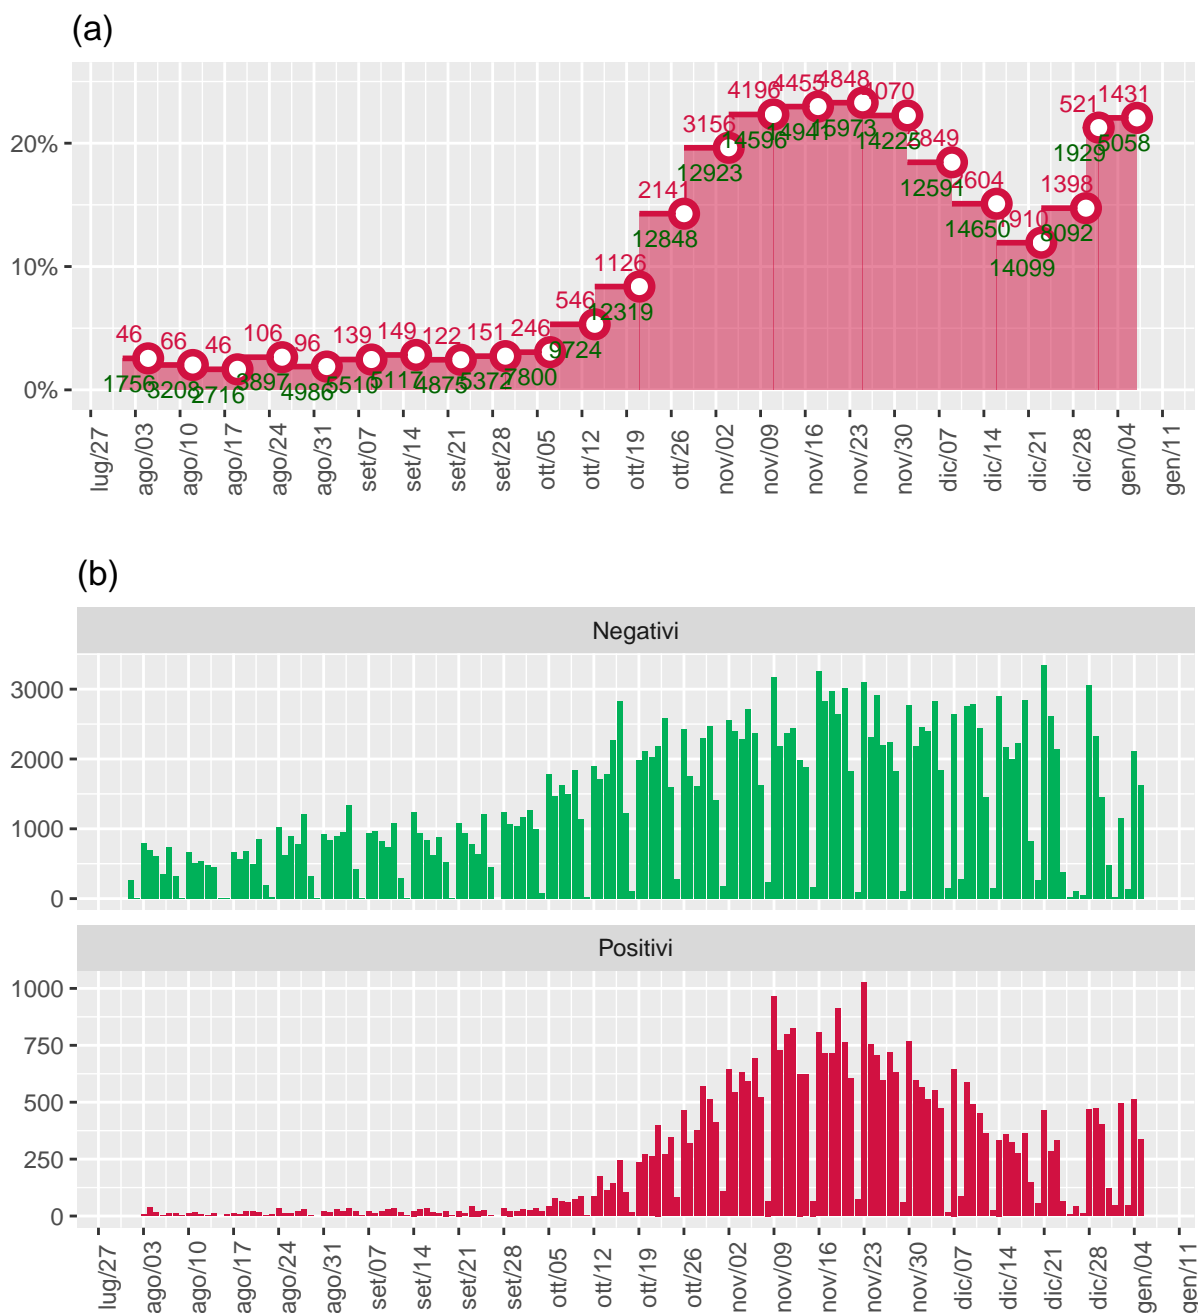 (a)
46 66 46 106 96 139 149 122 151 246 546 1126 2141 3156 4196 4455 4848 2849 1398 521 1431
1756 3208 2716 3897 4986 5510 5117 4875 5372 7800 9724 12319 12848 12923 14596 14941 15973 14225 12591 14650 14099 8092 1929 5058
20%
10%
0%
lug/27 ago/03 ago/10 ago/17 ago/24 ago/31 set/07 set/14 set/21 set/28 ott/05 ott/12 ott/19 ott/26 nov/02 nov/09 nov/16 nov/23 nov/30 dic/07 dic/14 dic/21 dic/28 gen/04 gen/11
(b)
Negativi
3000
2000
1000
0
Positivi
1000
750
500
250
0
lug/27 ago/03 ago/10 ago/17 ago/24 ago/31 set/07 set/14 set/21 set/28 ott/05 ott/12 ott/19 ott/26 nov/02 nov/09 nov/16 nov/23 nov/30 dic/07 dic/14 dic/21 dic/28 gen/04 gen/11